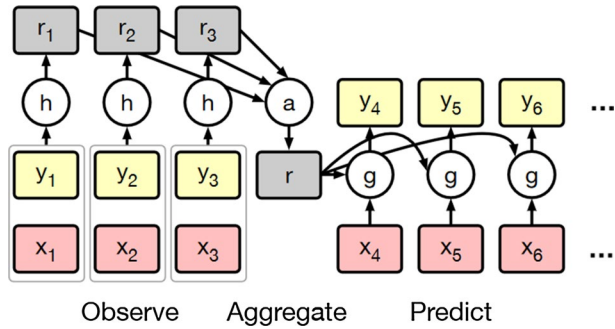 r1 r2 r3
h h h a
y4 y5 y6 ...
y1 y2 y3 r g g g
x1 x2 x3 x4 x5 x6 ...
Observe Aggregate Predict